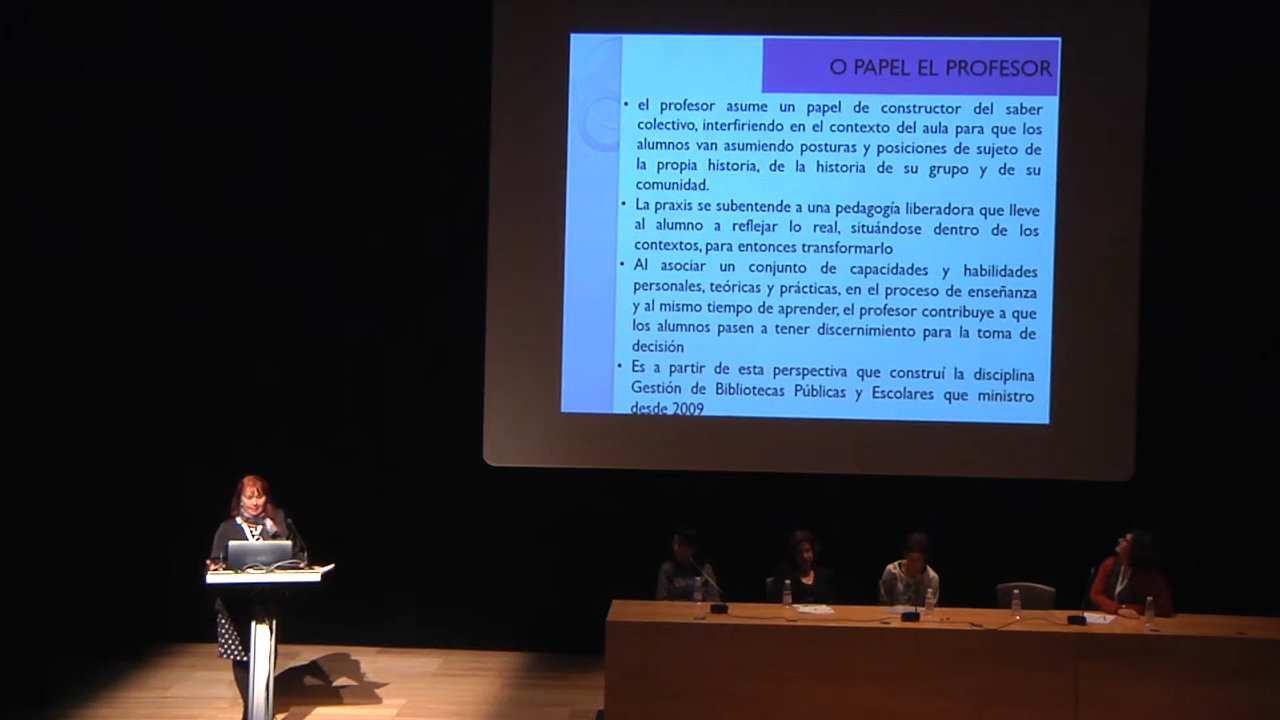 O PAPEL EL PROFESOR
• el profesor asume un papel de constructor del saber
colectivo, interfiriendo en el contexto del aula para que los
alumnos van asumiendo posturas y posiciones de sujeto de
la propia historia, de la historia de su grupo y de su
comunidad.
• La praxis se subentende a una pedagogía liberadora que lleve
al alumno a reflejar lo real, situándose dentro de los
contextos, para entonces transformarlo
• Al asociar un conjunto de capacidades y habilidades
personales, teóricas y prácticas, en el proceso de enseñanza
y al mismo tiempo de aprender, el profesor contribuye a que
los alumnos pasen a tener discernimiento para la toma de
decisión
• Es a partir de esta perspectiva que construí la disciplina
Gestión de Bibliotecas Públicas y Escolares que ministro
desde 2009